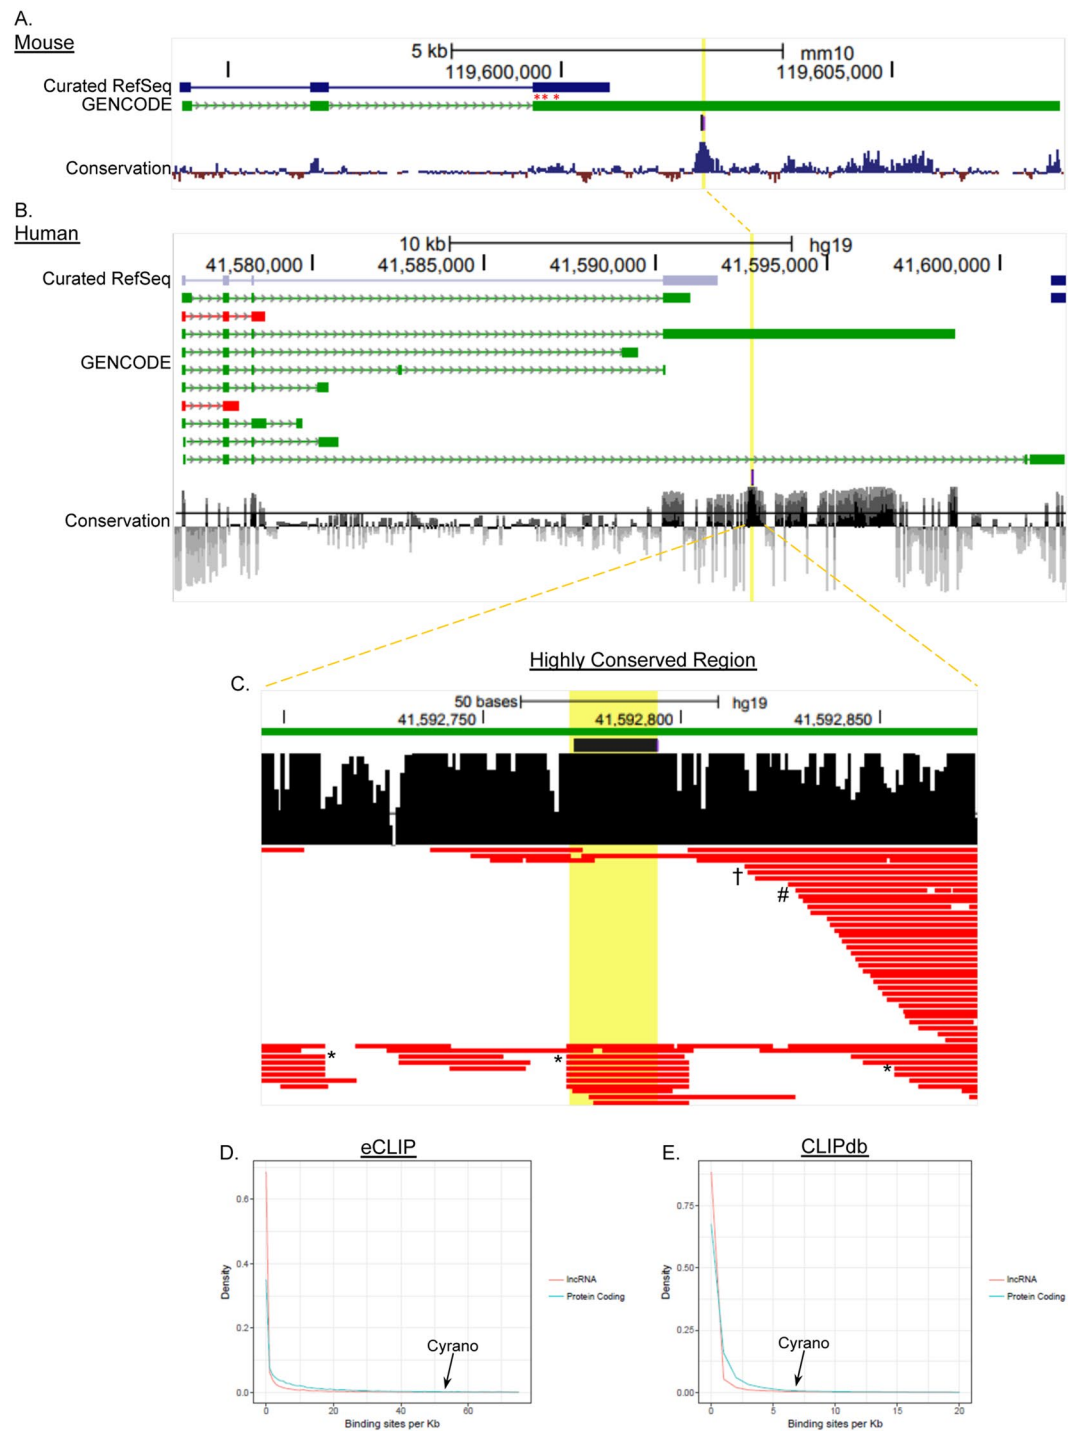 A.
Mouse
5 kb
mm10
119,600,000
119,605,000
Curated RefSeq
***
GENCODE
Conservation
B.
Human
10 kb
hg19
41,580,000
41,585,000
41,590,000
41,595,000
41,600,000
Curated RefSeq
GENCODE
Conservation
Highly Conserved Region
C.
50 bases
hg19
41,592,750
41,592,800
41,592,850
†
#
* * *
D.
eCLIP
0.6
0.4
0.2
0.0
Density
0 20 40 60
Binding sites per Kb
Cyrano
lncRNA
Protein Coding
E.
CLIPdb
0.75
0.50
0.25
0.00
Density
0 5 10 15 20
Binding sites per Kb
Cyrano
lncRNA
Protein Coding